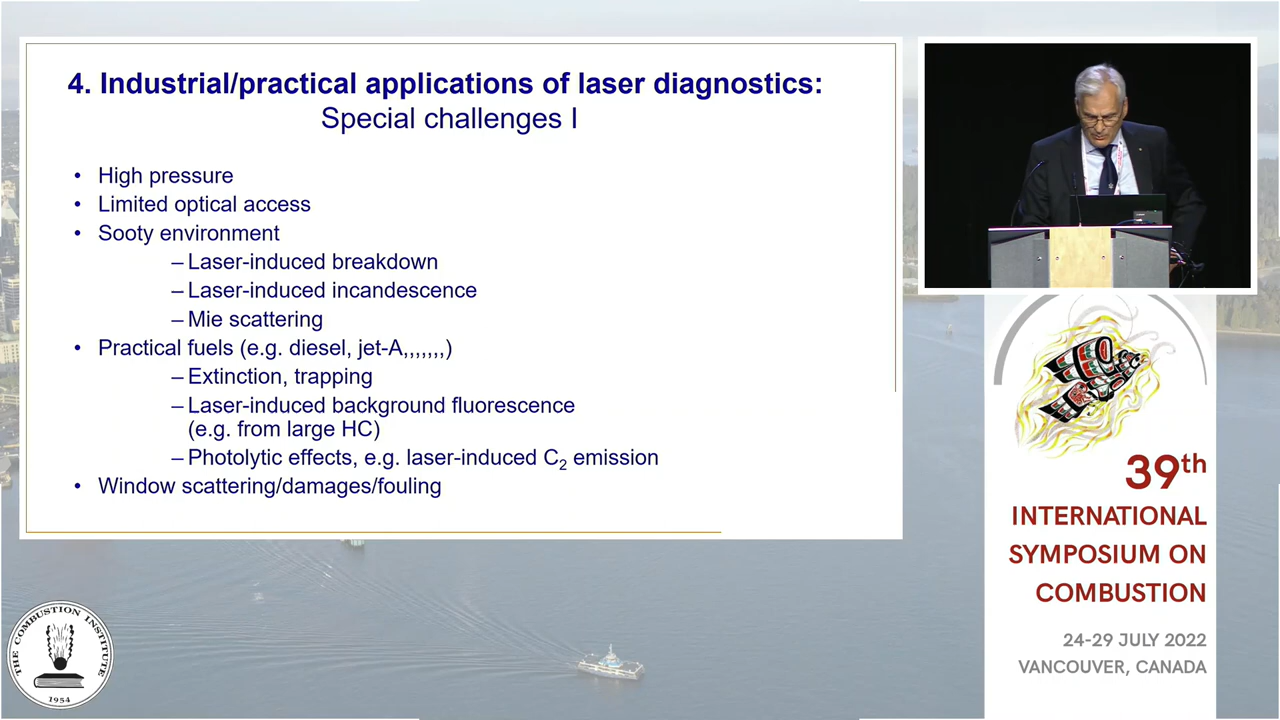 4. Industrial/practical applications of laser diagnostics:
Special challenges I
• High pressure
• Limited optical access
• Sooty environment
– Laser-induced breakdown
– Laser-induced incandescence
– Mie scattering
• Practical fuels (e.g. diesel, jet-A,,,,,,,)
– Extinction, trapping
– Laser-induced background fluorescence
(e.g. from large HC)
– Photolytic effects, e.g. laser-induced C2 emission
• Window scattering/damages/fouling
39th
INTERNATIONAL
SYMPOSIUM ON
COMBUSTION
24-29 JULY 2022
VANCOUVER, CANADA
THE COMBUSTION INSTITUTE
1954